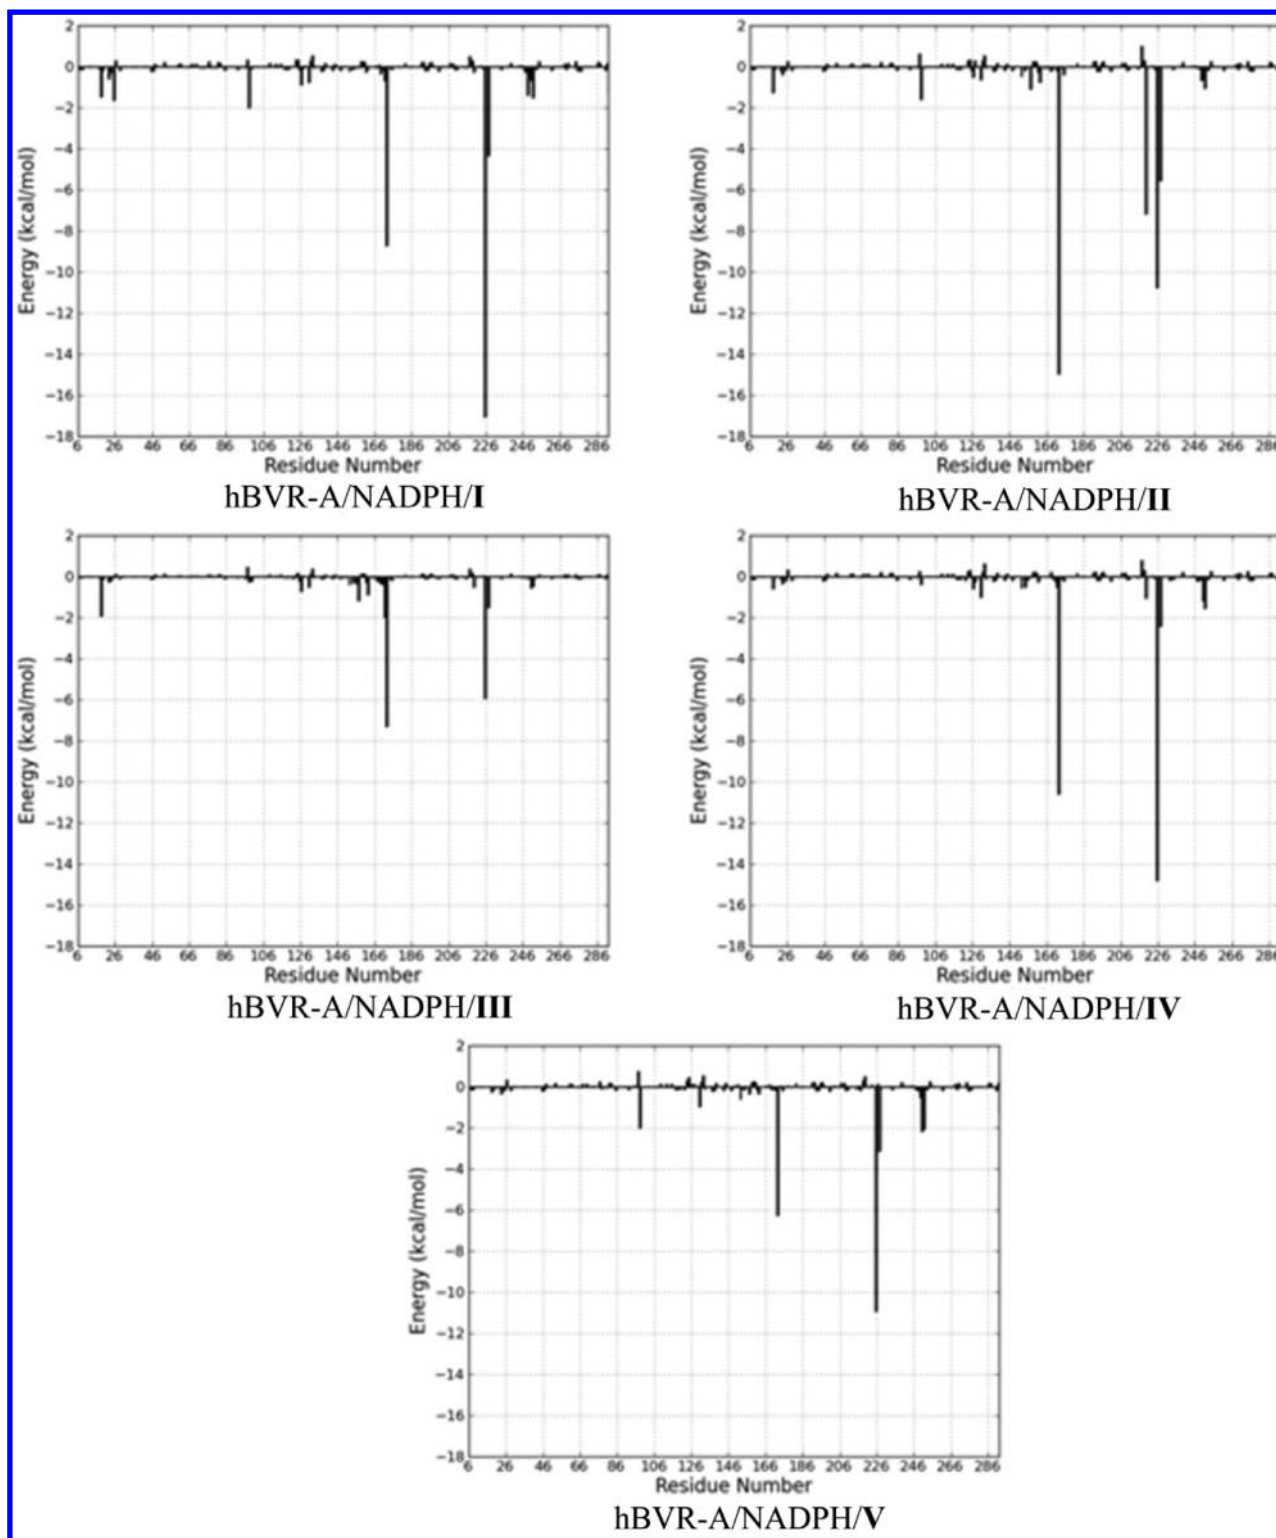 2
0
−2
−4
−6
−8
−10
−12
−14
−16
−18
Energy (kcal/mol)
6 26 46 66 86 106 126 146 166 186 206 226 246 266 286
Residue Number
hBVR-A/NADPH/I
2
0
−2
−4
−6
−8
−10
−12
−14
−16
−18
Energy (kcal/mol)
6 26 46 66 86 106 126 146 166 186 206 226 246 266 286
Residue Number
hBVR-A/NADPH/II
2
0
−2
−4
−6
−8
−10
−12
−14
−16
−18
Energy (kcal/mol)
6 26 46 66 86 106 126 146 166 186 206 226 246 266 286
Residue Number
hBVR-A/NADPH/III
2
0
−2
−4
−6
−8
−10
−12
−14
−16
−18
Energy (kcal/mol)
6 26 46 66 86 106 126 146 166 186 206 226 246 266 286
Residue Number
hBVR-A/NADPH/IV
2
0
−2
−4
−6
−8
−10
−12
−14
−16
−18
Energy (kcal/mol)
6 26 46 66 86 106 126 146 166 186 206 226 246 266 286
Residue Number
hBVR-A/NADPH/V